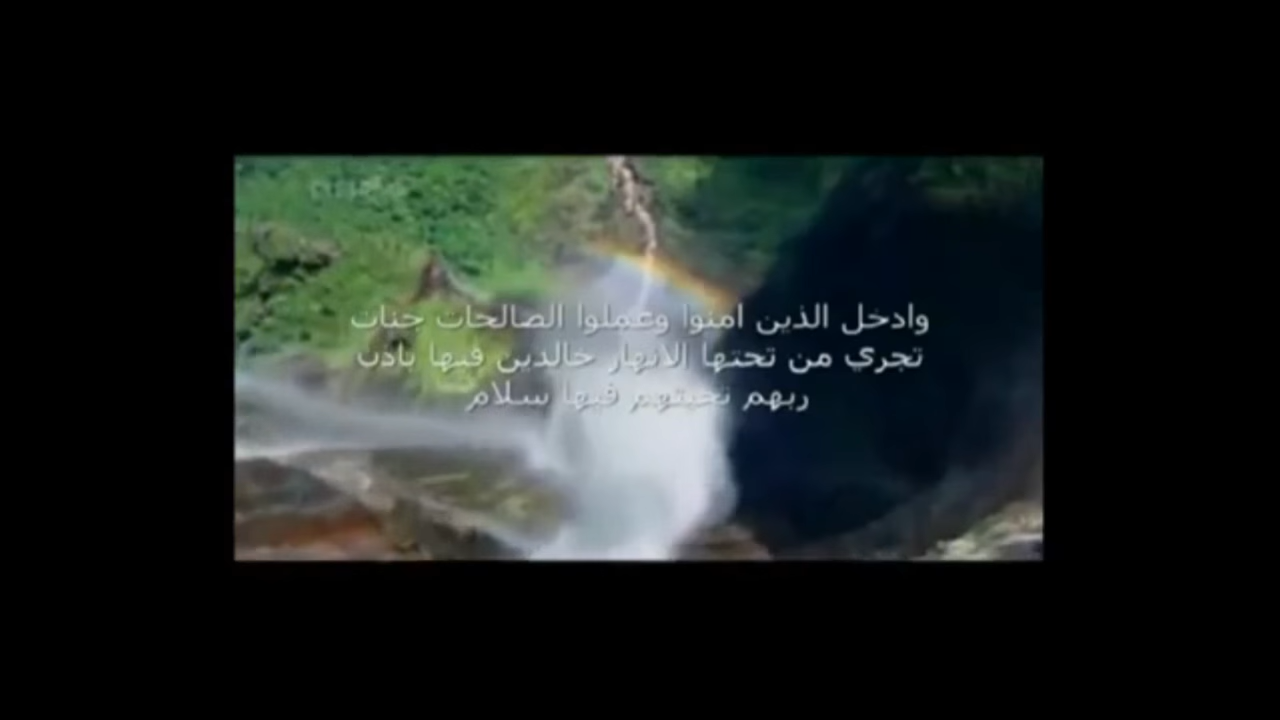 وادخل الذين امنوا وعملوا الصالحات جنات
تجري من تحتها الانهار خالدين فيها باذن
ربهم تحيتهم فيها سلام